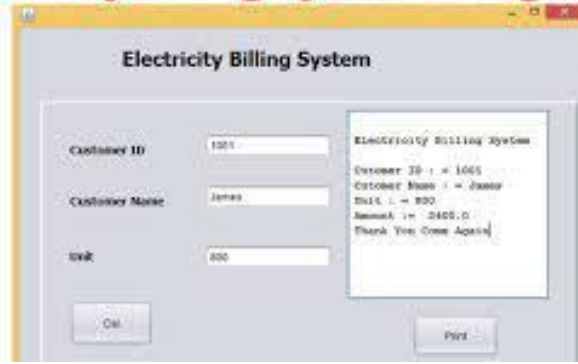 Electricity Billing System
Customer ID
1001
Customer Name
James
Unit
800
Electricity Billing System
Cutomer ID : = 1001
Cutomer Name : = James
Unit : = 800
Amount := 2400.0
Thank You Come Again
Cal
Print